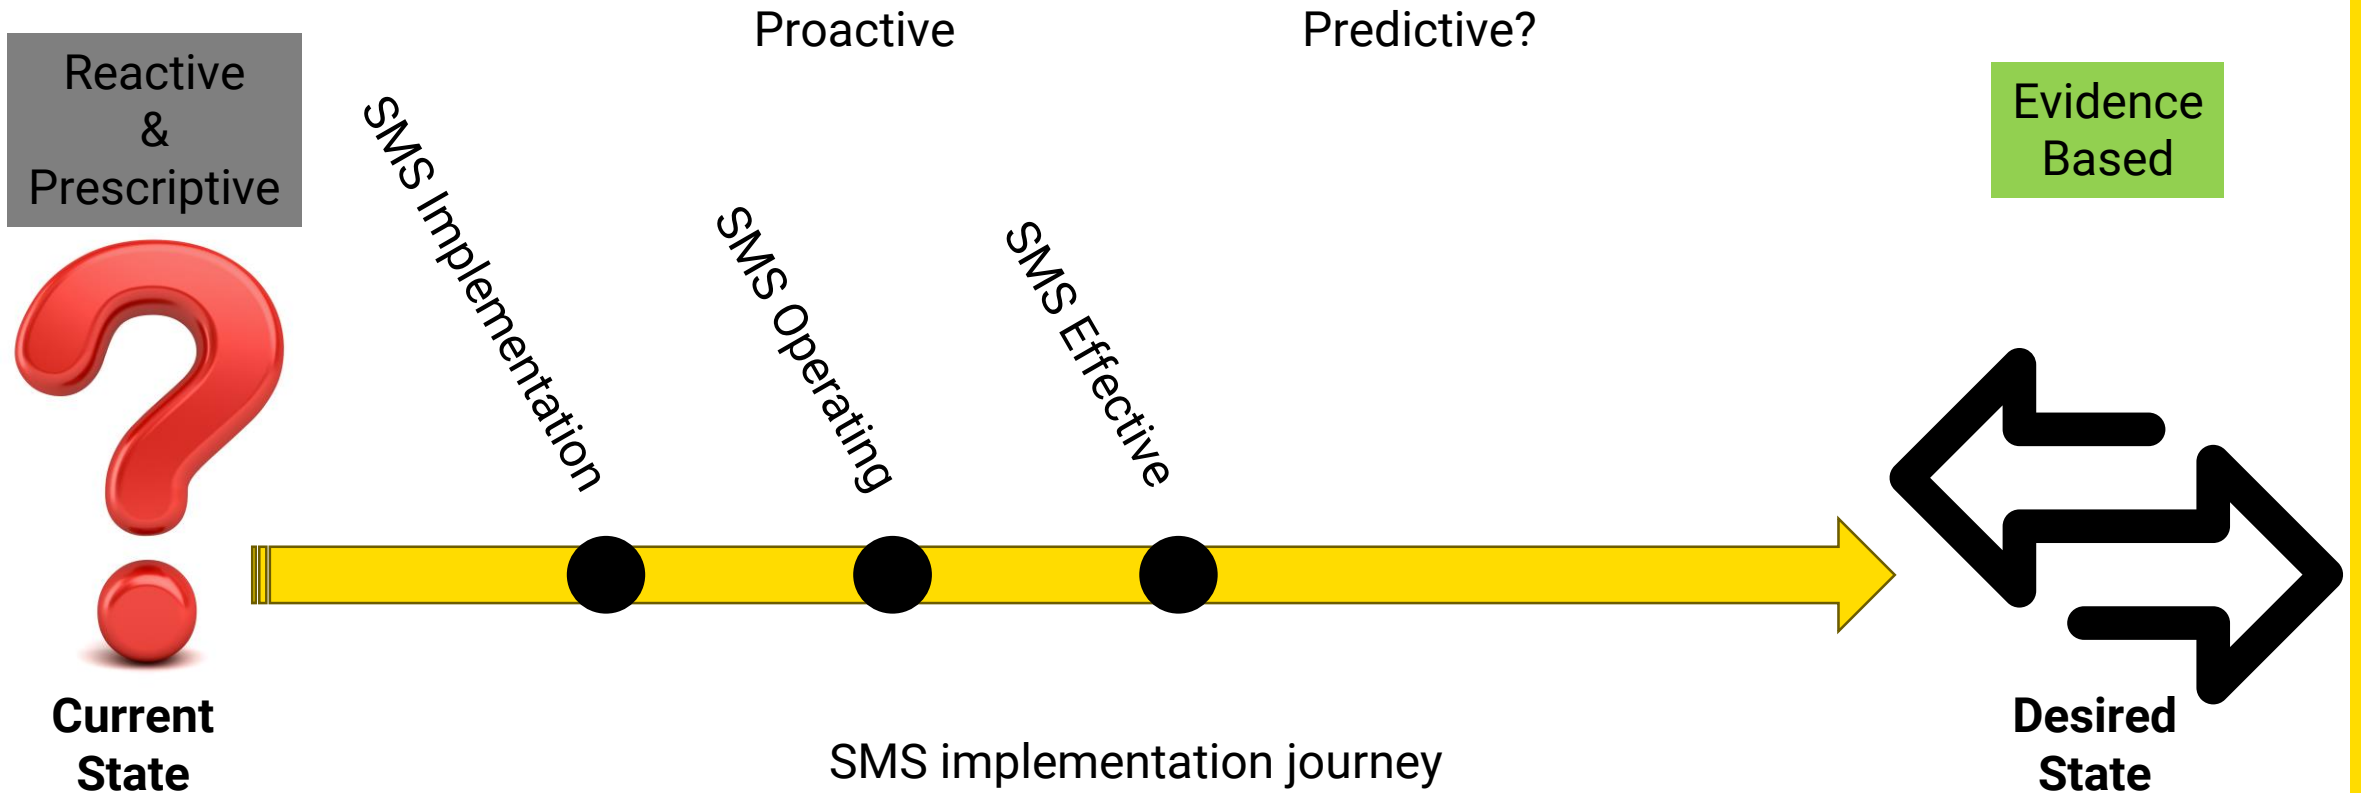 Proactive
Predictive?
Reactive
&
Prescriptive
Evidence
Based
SMS Implementation
SMS Operating
SMS Effective
Current
State
SMS implementation journey
Desired
State